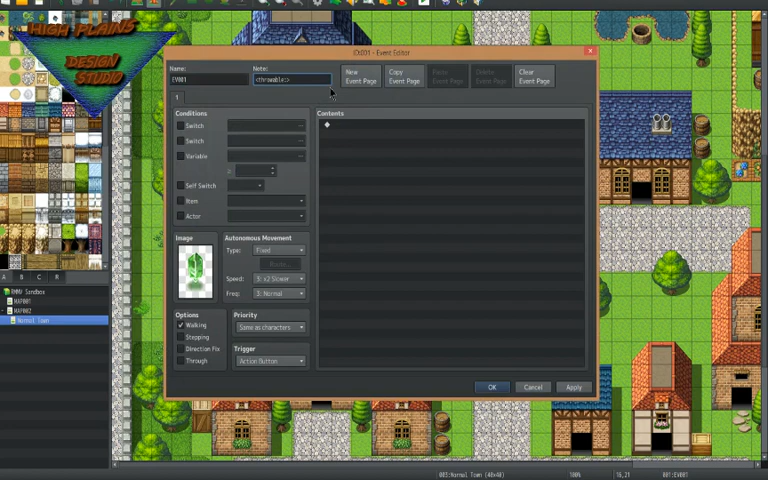 HIGH PLAINS
DESIGN
STUDIO
ID:001 - Event Editor
Name:
Note:
EV001
<throwable:>
New
Event Page
Copy
Event Page
Paste
Event Page
Delete
Event Page
Clear
Event Page
1
Conditions
Switch
Switch
Variable
≥
Self Switch
Item
Actor
Contents
Image
Autonomous Movement
Type:
Fixed
Route...
Speed:
3: x2 Slower
Freq:
3: Normal
Options
Walking
Stepping
Direction Fix
Through
Priority
Same as characters
Trigger
Action Button
OK
Cancel
Apply
A B C R
RMMV Sandbox
MAP001
MAP002
Normal Town
003:Normal Town (40x40)
100%
16,21
001:EV001